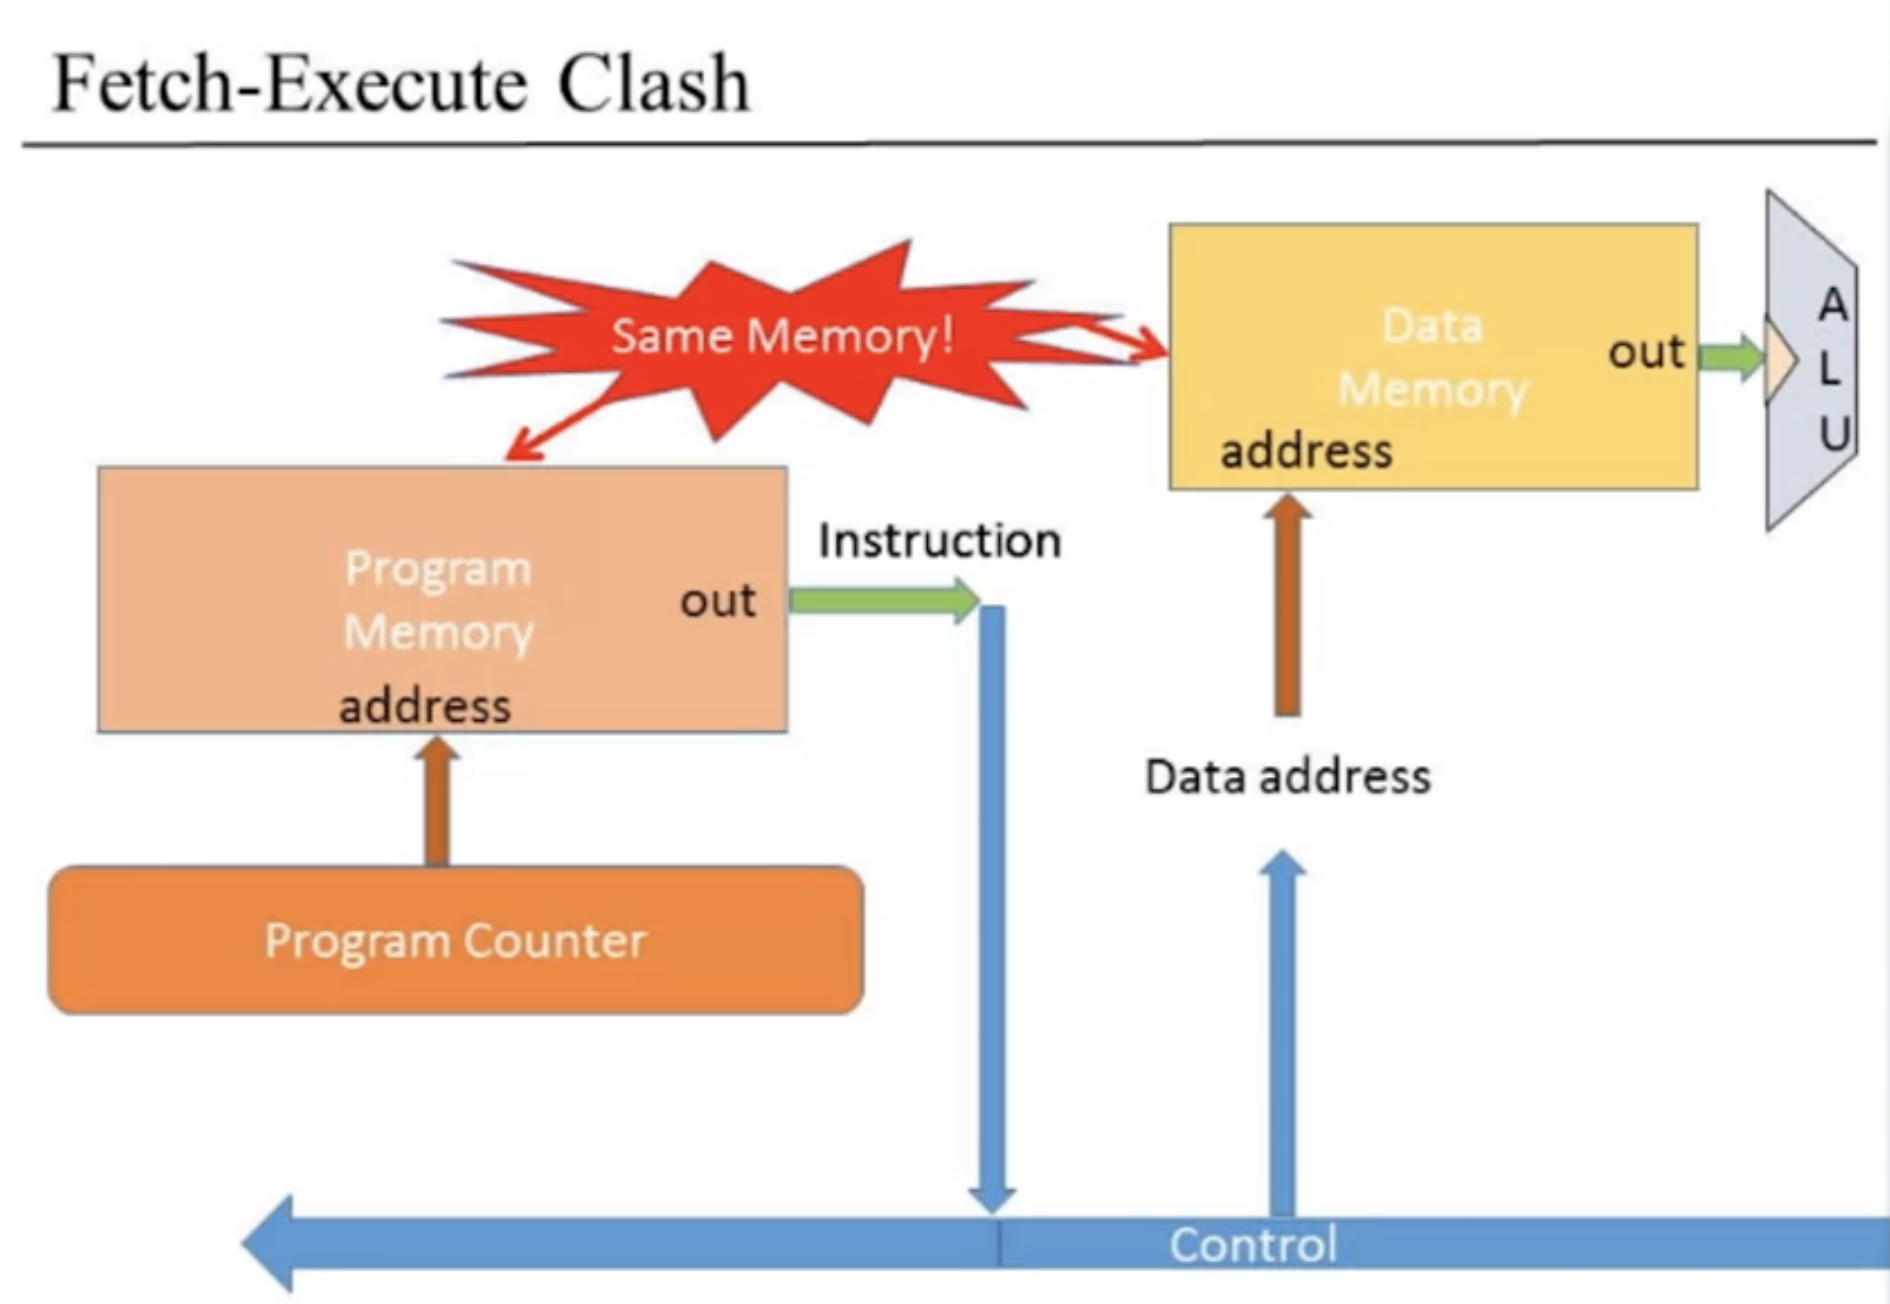 Fetch-Execute Clash
Same Memory!
Data
Memory
out
address
A
L
U
Instruction
Program
Memory
out
address
Data address
Program Counter
Control